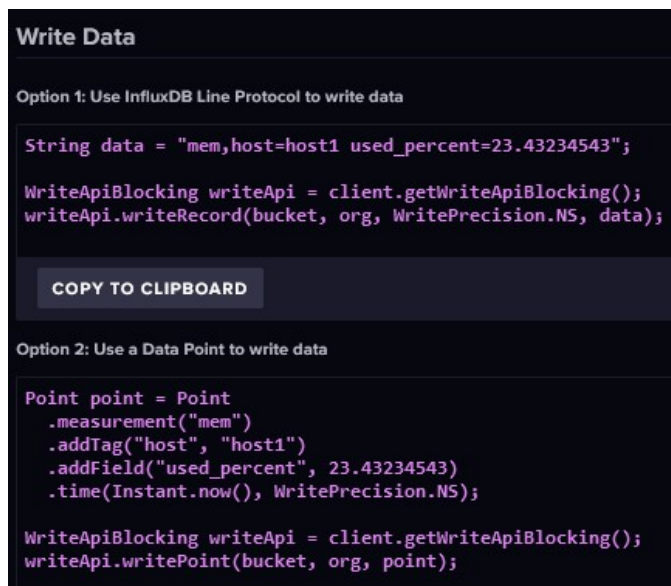 Write Data
Option 1: Use InfluxDB Line Protocol to write data
String data = "mem,host=host1 used_percent=23.43234543";
WriteApiBlocking writeApi = client.getWriteApiBlocking();
writeApi.writeRecord(bucket, org, WritePrecision.NS, data);
COPY TO CLIPBOARD
Option 2: Use a Data Point to write data
Point point = Point
.measurement("mem")
.addTag("host", "host1")
.addField("used_percent", 23.43234543)
.time(Instant.now(), WritePrecision.NS);
WriteApiBlocking writeApi = client.getWriteApiBlocking();
writeApi.writePoint(bucket, org, point);